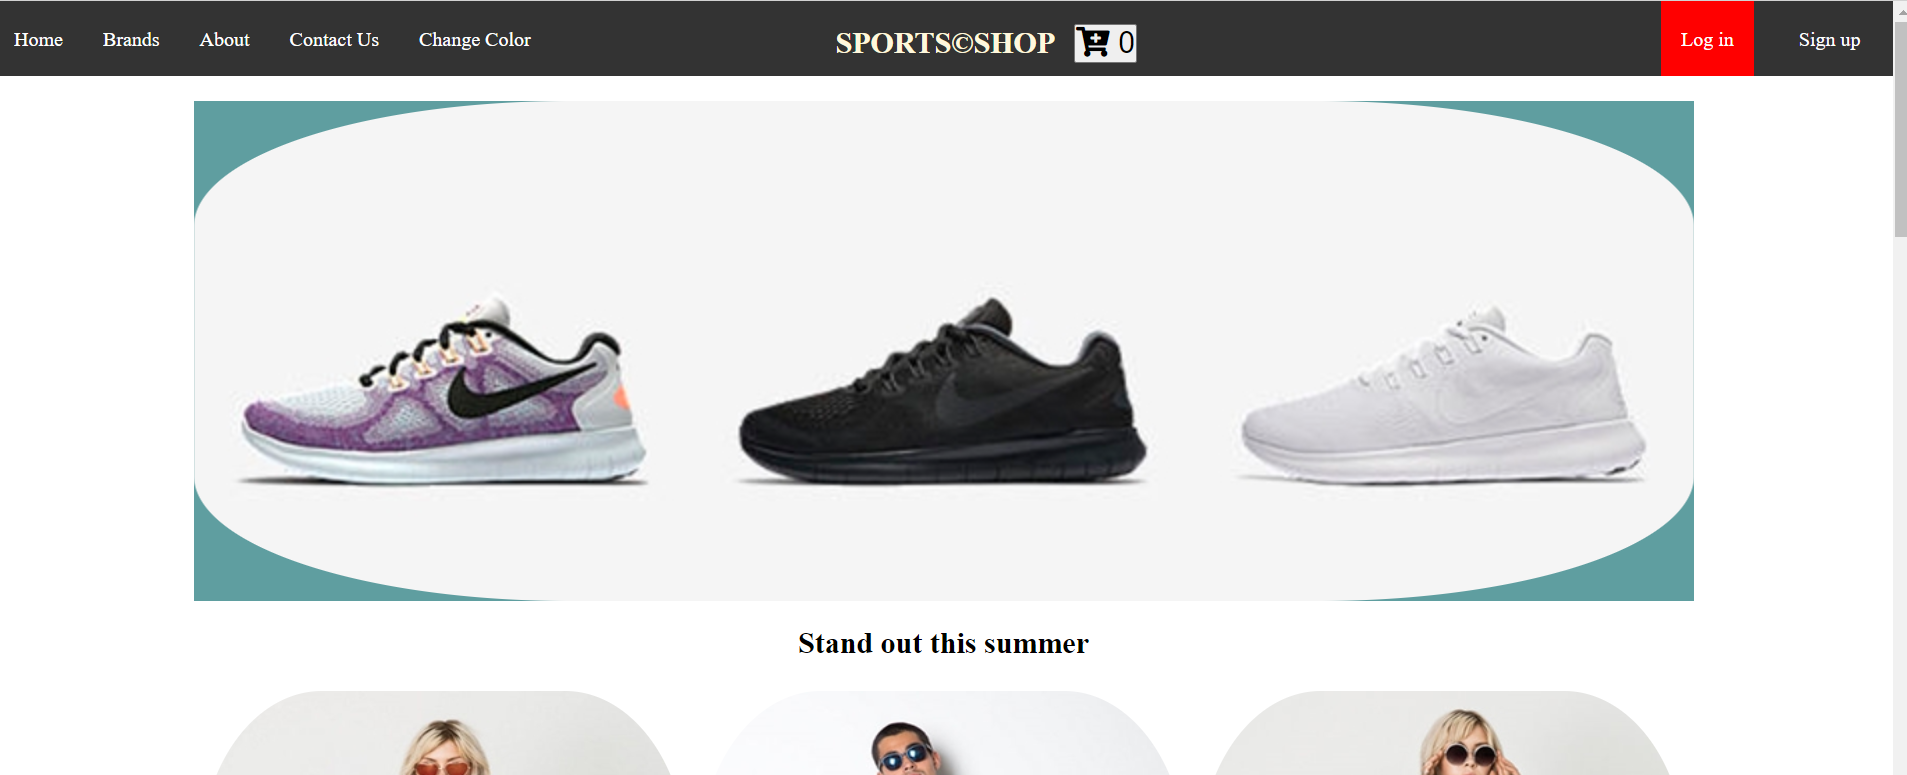 Home Brands About Contact Us Change Color SPORTS©SHOP 0 Log in Sign up
Stand out this summer